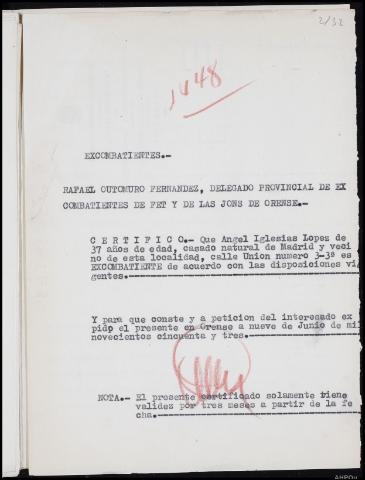 2/32
1448
EXCOMBATIENTES.-
RAFAEL OUTOMURO FERNANDEZ, DELEGADO PROVINCIAL DE EX
COMBATIENTES DE FET Y DE LAS JONS DE ORENSE.-
C E R T I F I C O.- Que Angel Iglesias Lopez de
37 años de edad, casado natural de Madrid y veci
no de esta localidad, calle Union numero 3-3º es
EXCOMBATIENTE de acuerdo con las disposiciones vi
gentes.-
Y para que conste y a peticion del interesado ex
pido el presente en Orense a nueve de Junio de mil
novecientos cincuenta y tres.-
NOTA.- El presente certificado solamente tiene
validez por tres meses a partir de la fe
cha.-
AHPOU